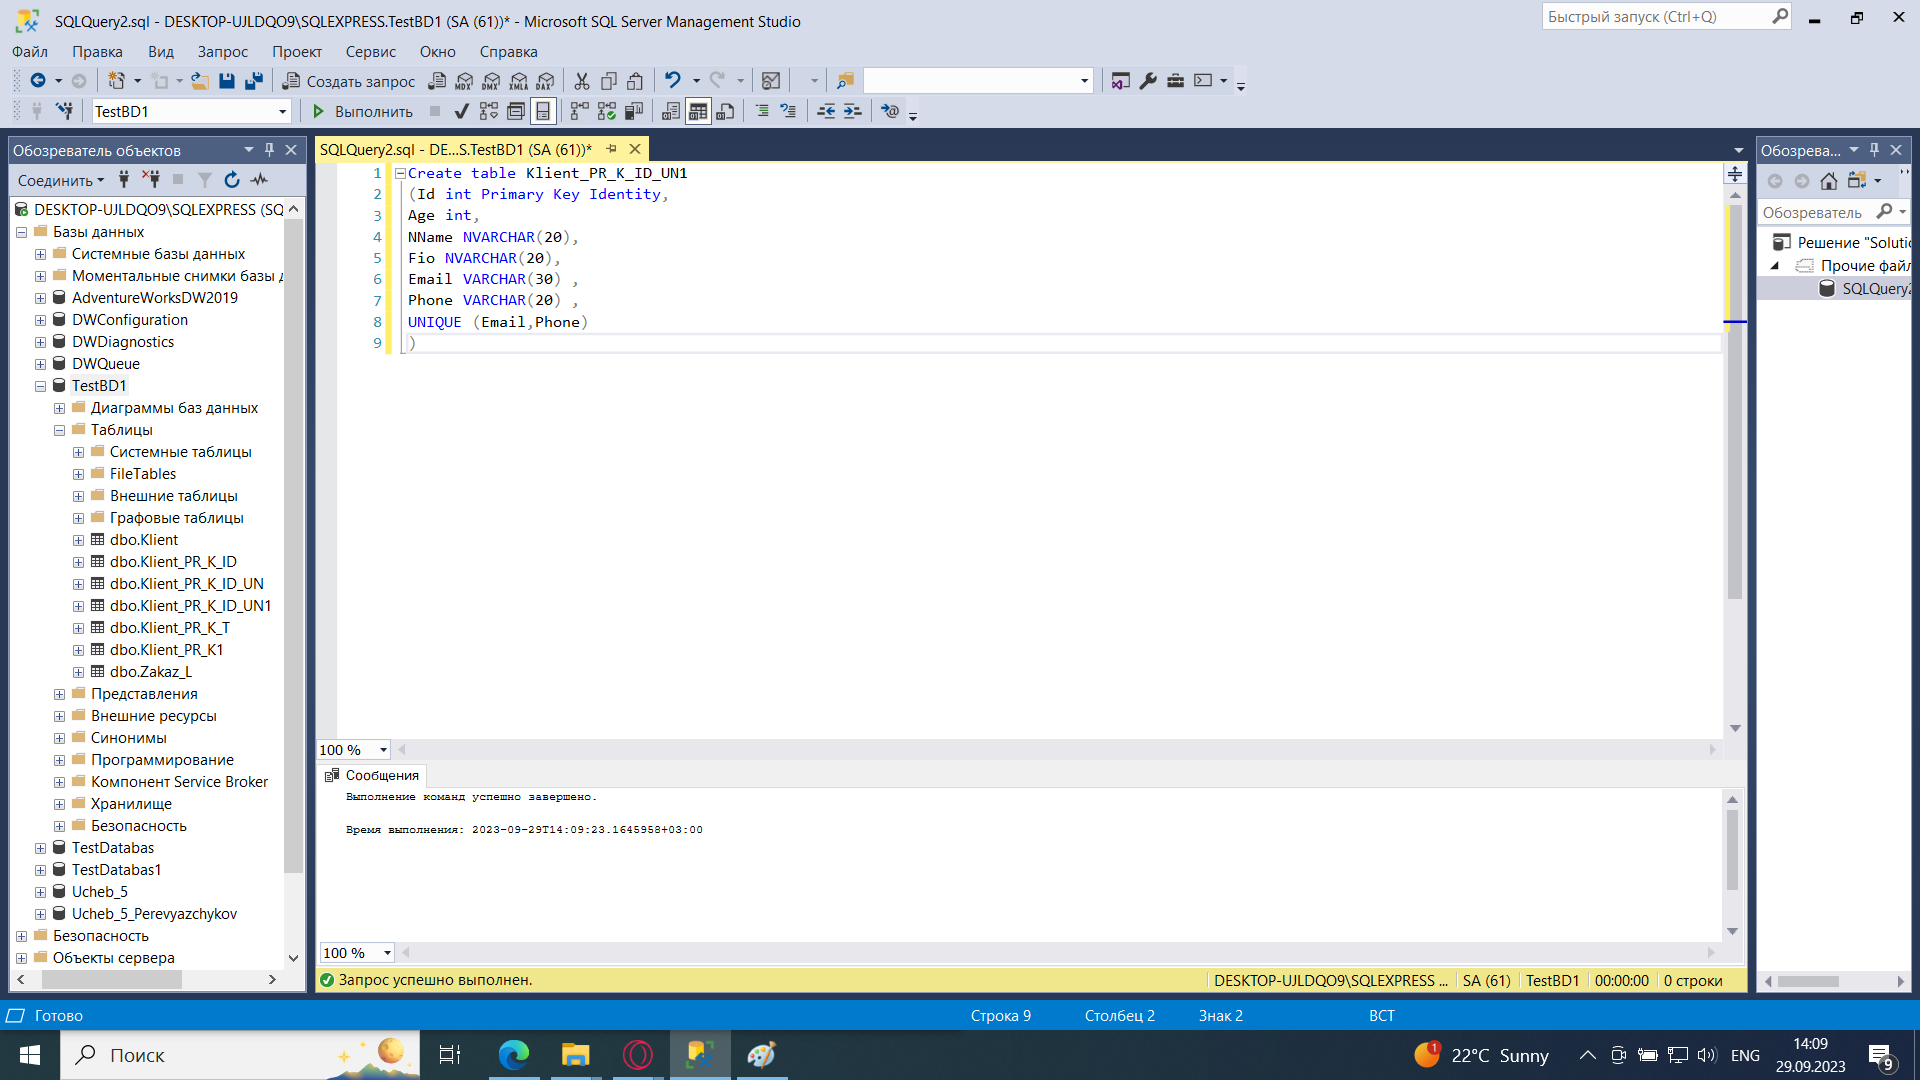 SQLQuery2.sql - DESKTOP-UJLDQO9\SQLEXPRESS.TestBD1 (SA (61))* - Microsoft SQL Server Management Studio
Быстрый запуск (Ctrl+Q)
Файл Правка Вид Запрос Проект Сервис Окно Справка
Создать запрос MDX DMX XMLA DAX
TestBD1 Выполнить
Обозреватель объектов
Соединить
DESKTOP-UJLDQO9\SQLEXPRESS (SQ
Базы данных
Системные базы данных
Моментальные снимки базы д
AdventureWorksDW2019
DWConfiguration
DWDiagnostics
DWQueue
TestBD1
Диаграммы баз данных
Таблицы
Системные таблицы
FileTables
Внешние таблицы
Графовые таблицы
dbo.Klient
dbo.Klient_PR_K_ID
dbo.Klient_PR_K_ID_UN
dbo.Klient_PR_K_ID_UN1
dbo.Klient_PR_K_T
dbo.Klient_PR_K1
dbo.Zakaz_L
Представления
Внешние ресурсы
Синонимы
Программирование
Компонент Service Broker
Хранилище
Безопасность
TestDatabas
TestDatabas1
Ucheb_5
Ucheb_5_Perevyazchykov
Безопасность
Объекты сервера
SQLQuery2.sql - DE...S.TestBD1 (SA (61))*
1 Create table Klient_PR_K_ID_UN1
2 (Id int Primary Key Identity,
3 Age int,
4 NName NVARCHAR(20),
5 Fio NVARCHAR(20),
6 Email VARCHAR(30) ,
7 Phone VARCHAR(20) ,
8 UNIQUE (Email,Phone)
9 )
100 %
Сообщения
Выполнение команд успешно завершено.
Время выполнения: 2023-09-29T14:09:23.1645958+03:00
100 %
Запрос успешно выполнен. DESKTOP-UJLDQO9\SQLEXPRESS ... SA (61) TestBD1 00:00:00 0 строки
Обозрева...
Обозреватель
Решение "Soluti
Прочие файл
SQLQuery2
Готово Строка 9 Столбец 2 Знак 2 ВСТ
Поиск
1 22°C Sunny ENG 14:09
29.09.2023
9